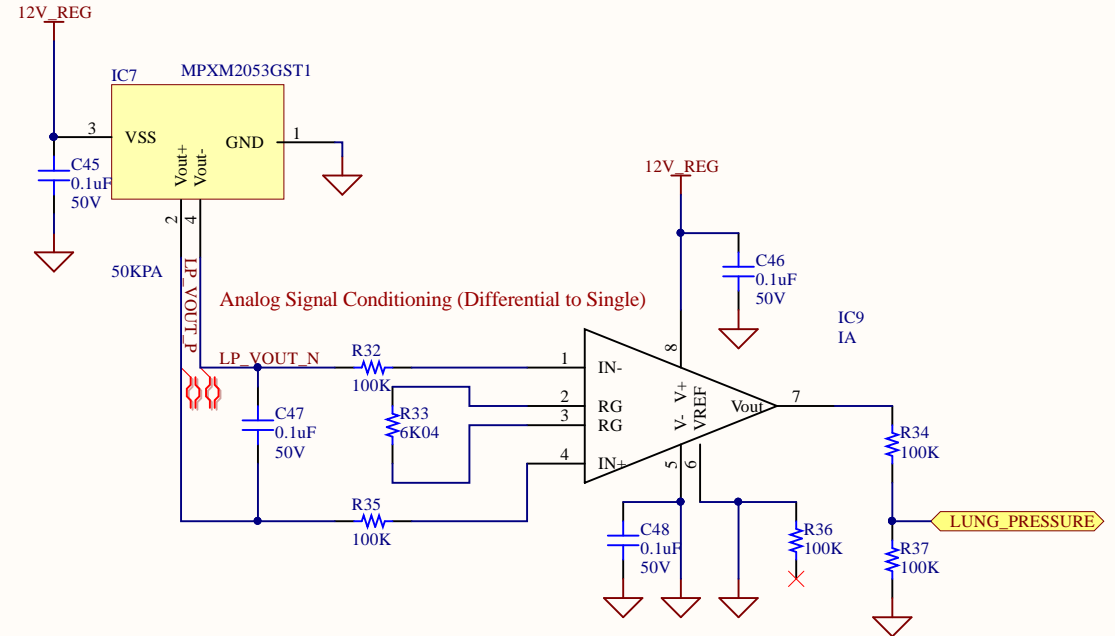 12V_REG
IC7
MPXM2053GST1
3
VSS
Vout+
Vout-
GND
1
C45
0.1uF
50V
2
4
50KPA
LP_VOUT_P
12V_REG
C46
0.1uF
50V
Analog Signal Conditioning (Differential to Single)
IC9
IA
LP_VOUT_N
R32
100K
1
IN-
8
V+
R33
6K04
2
RG
3
RG
V-
VREF
Vout
7
C47
0.1uF
50V
4
IN+
5
6
R34
100K
R35
100K
LUNG_PRESSURE
C48
0.1uF
50V
R36
100K
R37
100K